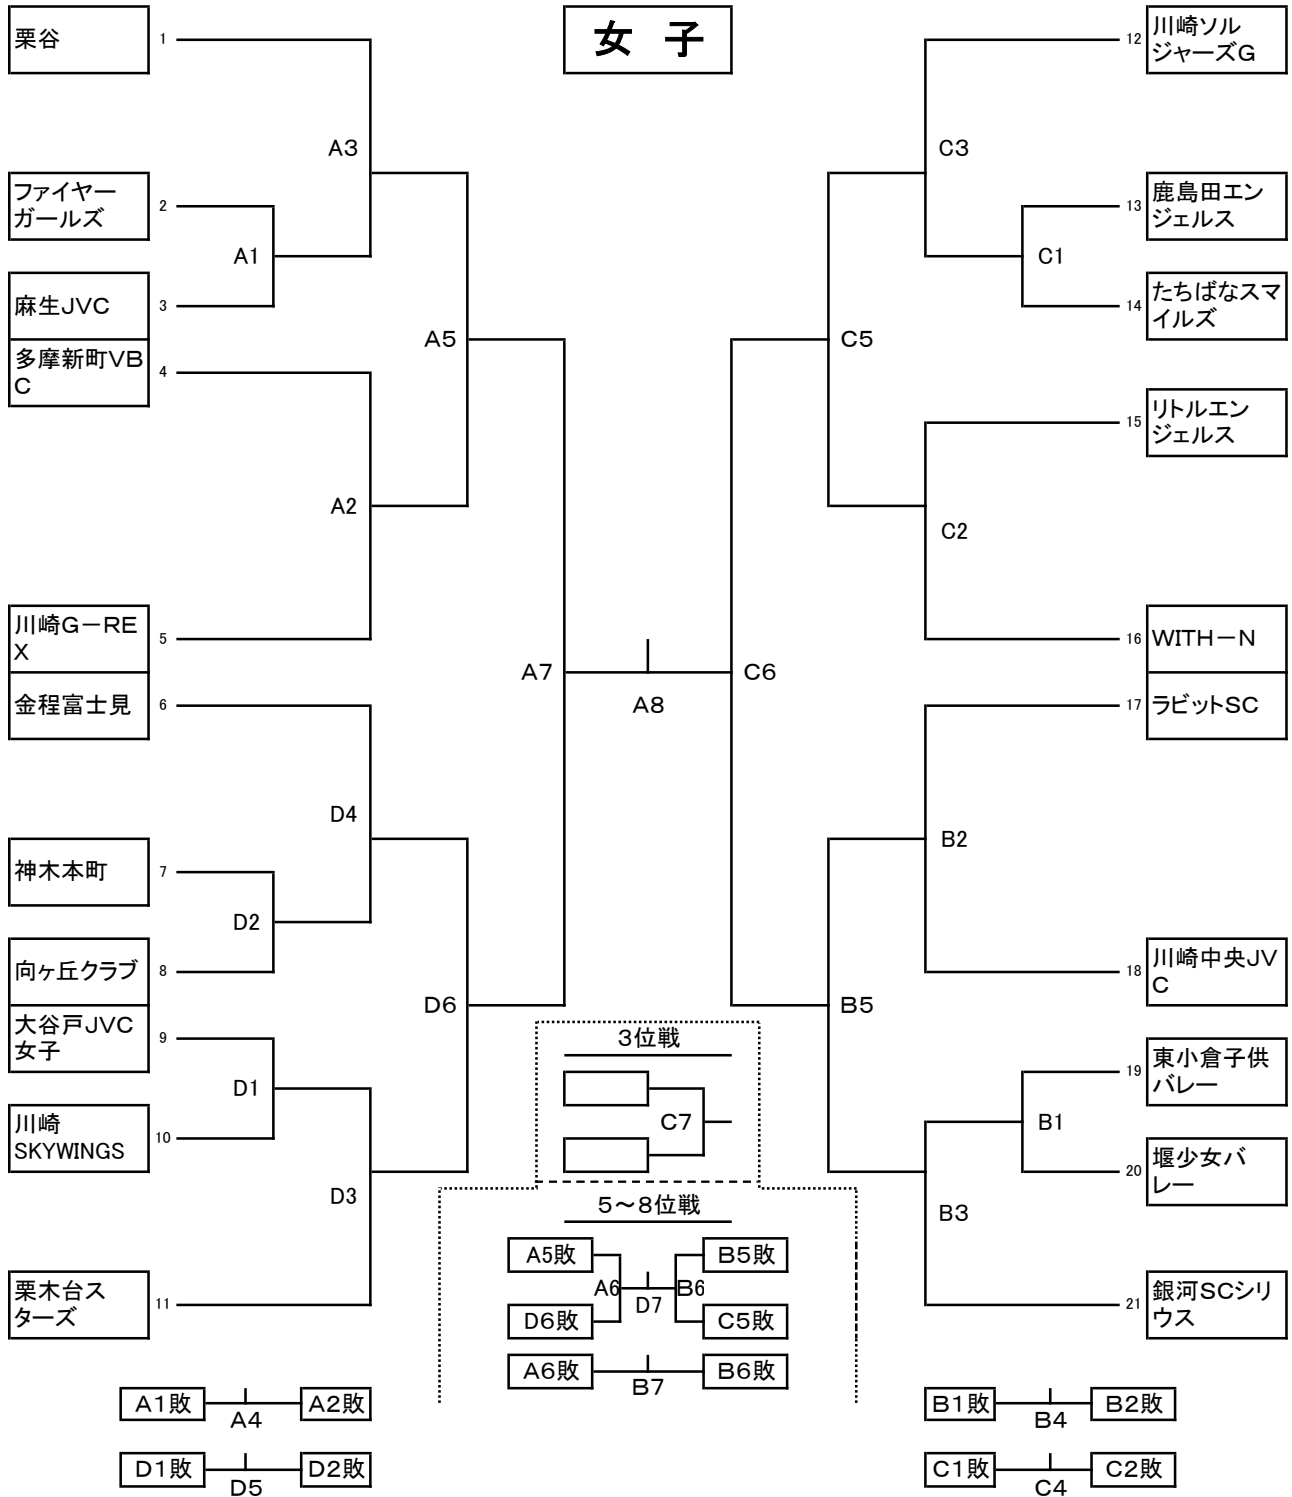 女 子
栗谷
1
A3
ファイヤー
ガールズ
2
A1
麻生JVC
3
A5
多摩新町VB
C
4
A2
川崎G－RE
X
5
A7
金程富士見
6
D4
神木本町
7
D2
向ヶ丘クラブ
8
D6
大谷戸JVC
女子
9
D1
川崎
SKYWINGS
10
D3
栗木台ス
ターズ
11
A8
12
川崎ソル
ジャーズG
C3
13
鹿島田エン
ジェルス
C1
14
たちばなスマ
イルズ
C5
15
リトルエン
ジェルス
C2
16
WITH－N
C6
17
ラビットSC
B2
18
川崎中央JV
C
B5
19
東小倉子供
バレー
B1
20
堰少女バ
レー
B3
21
銀河SCシリ
ウス
3位戦
C7
5～8位戦
A5敗
B5敗
A6
D7
B6
D6敗
C5敗
A6敗
B7
B6敗
A1敗
A4
A2敗
D1敗
D5
D2敗
B1敗
B4
B2敗
C1敗
C4
C2敗